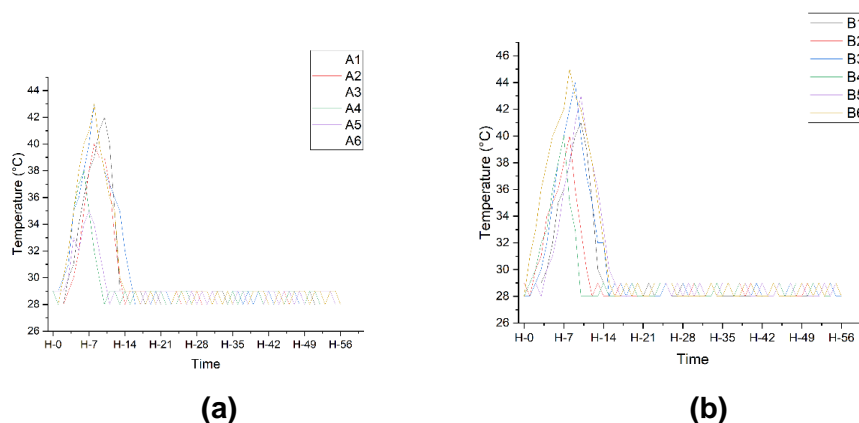 A1
A2
A3
A4
A5
A6
44
42
40
38
36
34
32
30
28
26
Temperature (°C)
H-0 H-7 H-14 H-21 H-28 H-35 H-42 H-49 H-56
Time
(a)
B1
B2
B3
B4
B5
B6
46
44
42
40
38
36
34
32
30
28
26
Temperature (°C)
H-0 H-7 H-14 H-21 H-28 H-35 H-42 H-49 H-56
Time
(b)